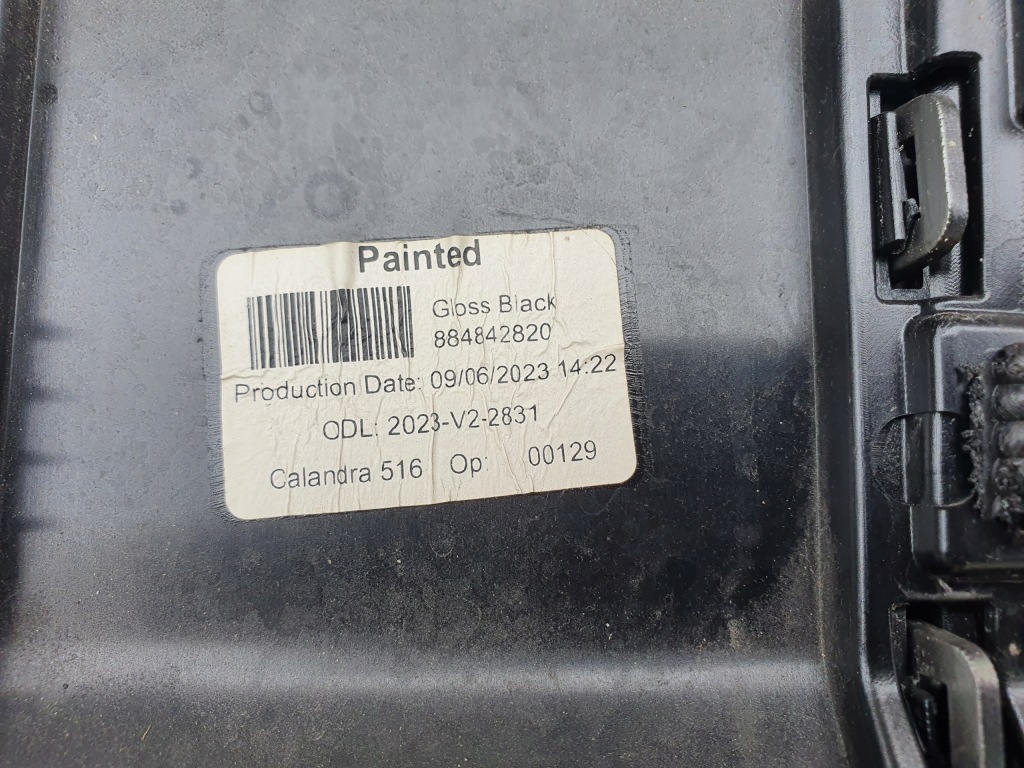 Painted
Gloss Black
884842820
Production Date: 09/06/2023 14:22
ODL: 2023-V2-2831
Calandra 516 Op: 00129